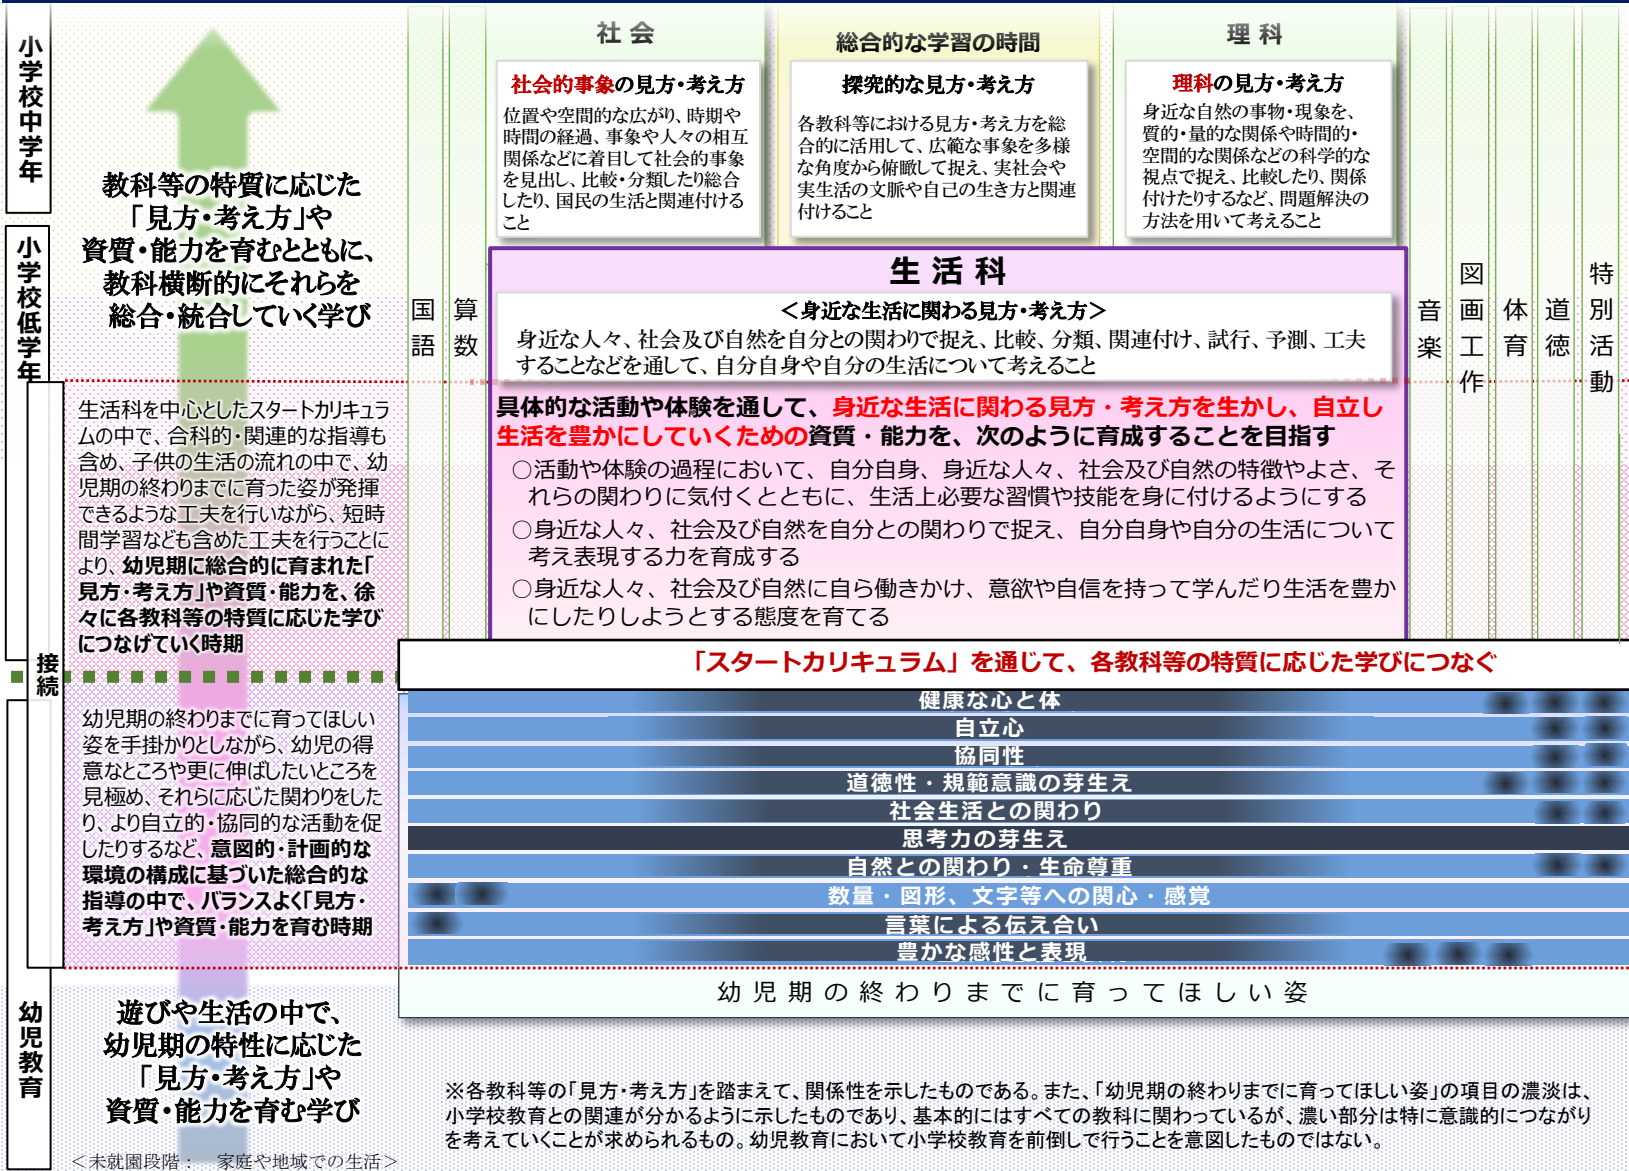 小学校中学年
小学校低学年
接続
幼児教育
教科等の特質に応じた
「見方・考え方」や
資質・能力を育むとともに、
教科横断的にそれらを
総合・統合していく学び
生活科を中心としたスタートカリキュラ
ムの中で、合科的・関連的な指導も
含め、子供の生活の流れの中で、幼
児期の終わりまでに育った姿が発揮
できるような工夫を行いながら、短時
間学習なども含めた工夫を行うことに
より、幼児期に総合的に育まれた「
見方・考え方」や資質・能力を、徐
々に各教科等の特質に応じた学び
につなげていく時期
幼児期の終わりまでに育ってほしい
姿を手掛かりとしながら、幼児の得
意なところや更に伸ばしたいところを
見極め、それらに応じた関わりをした
り、より自立的・協同的な活動を促
したりするなど、意図的・計画的な
環境の構成に基づいた総合的な
指導の中で、バランスよく「見方・
考え方」や資質・能力を育む時期
遊びや生活の中で、
幼児期の特性に応じた
「見方・考え方」や
資質・能力を育む学び
＜未就園段階： 家庭や地域での生活＞
国語
算数
社会
社会的事象の見方・考え方
位置や空間的な広がり、時期や
時間の経過、事象や人々の相互
関係などに着目して社会的事象
を見出し、比較・分類したり総合
したり、国民の生活と関連付ける
こと
総合的な学習の時間
探究的な見方・考え方
各教科等における見方・考え方を総
合的に活用して、広範な事象を多様
な角度から俯瞰して捉え、実社会や
実生活の文脈や自己の生き方と関連
付けること
理科
理科の見方・考え方
身近な自然の事物・現象を、
質的・量的な関係や時間的・
空間的な関係などの科学的な
視点で捉え、比較したり、関係
付けたりするなど、問題解決の
方法を用いて考えること
生活科
＜身近な生活に関わる見方・考え方＞
身近な人々、社会及び自然を自分との関わりで捉え、比較、分類、関連付け、試行、予測、工夫
することなどを通して、自分自身や自分の生活について考えること
具体的な活動や体験を通して、身近な生活に関わる見方・考え方を生かし、自立し
生活を豊かにしていくための資質・能力を、次のように育成することを目指す
○活動や体験の過程において、自分自身、身近な人々、社会及び自然の特徴やよさ、そ
れらの関わりに気付くとともに、生活上必要な習慣や技能を身に付けるようにする
○身近な人々、社会及び自然を自分との関わりで捉え、自分自身や自分の生活について
考え表現する力を育成する
○身近な人々、社会及び自然に自ら働きかけ、意欲や自信を持って学んだり生活を豊か
にしたりしようとする態度を育てる
音楽
図画工作
体育
道徳
特別活動
「スタートカリキュラム」を通じて、各教科等の特質に応じた学びにつなぐ
健康な心と体
自立心
協同性
道徳性・規範意識の芽生え
社会生活との関わり
思考力の芽生え
自然との関わり・生命尊重
数量・図形、文字等への関心・感覚
言葉による伝え合い
豊かな感性と表現
幼児期の終わりまでに育ってほしい姿
※各教科等の「見方・考え方」を踏まえて、関係性を示したものである。また、「幼児期の終わりまでに育ってほしい姿」の項目の濃淡は、
小学校教育との関連が分かるように示したものであり、基本的にはすべての教科に関わっているが、濃い部分は特に意識的につながり
を考えていくことが求められるもの。幼児教育において小学校教育を前倒しで行うことを意図したものではない。